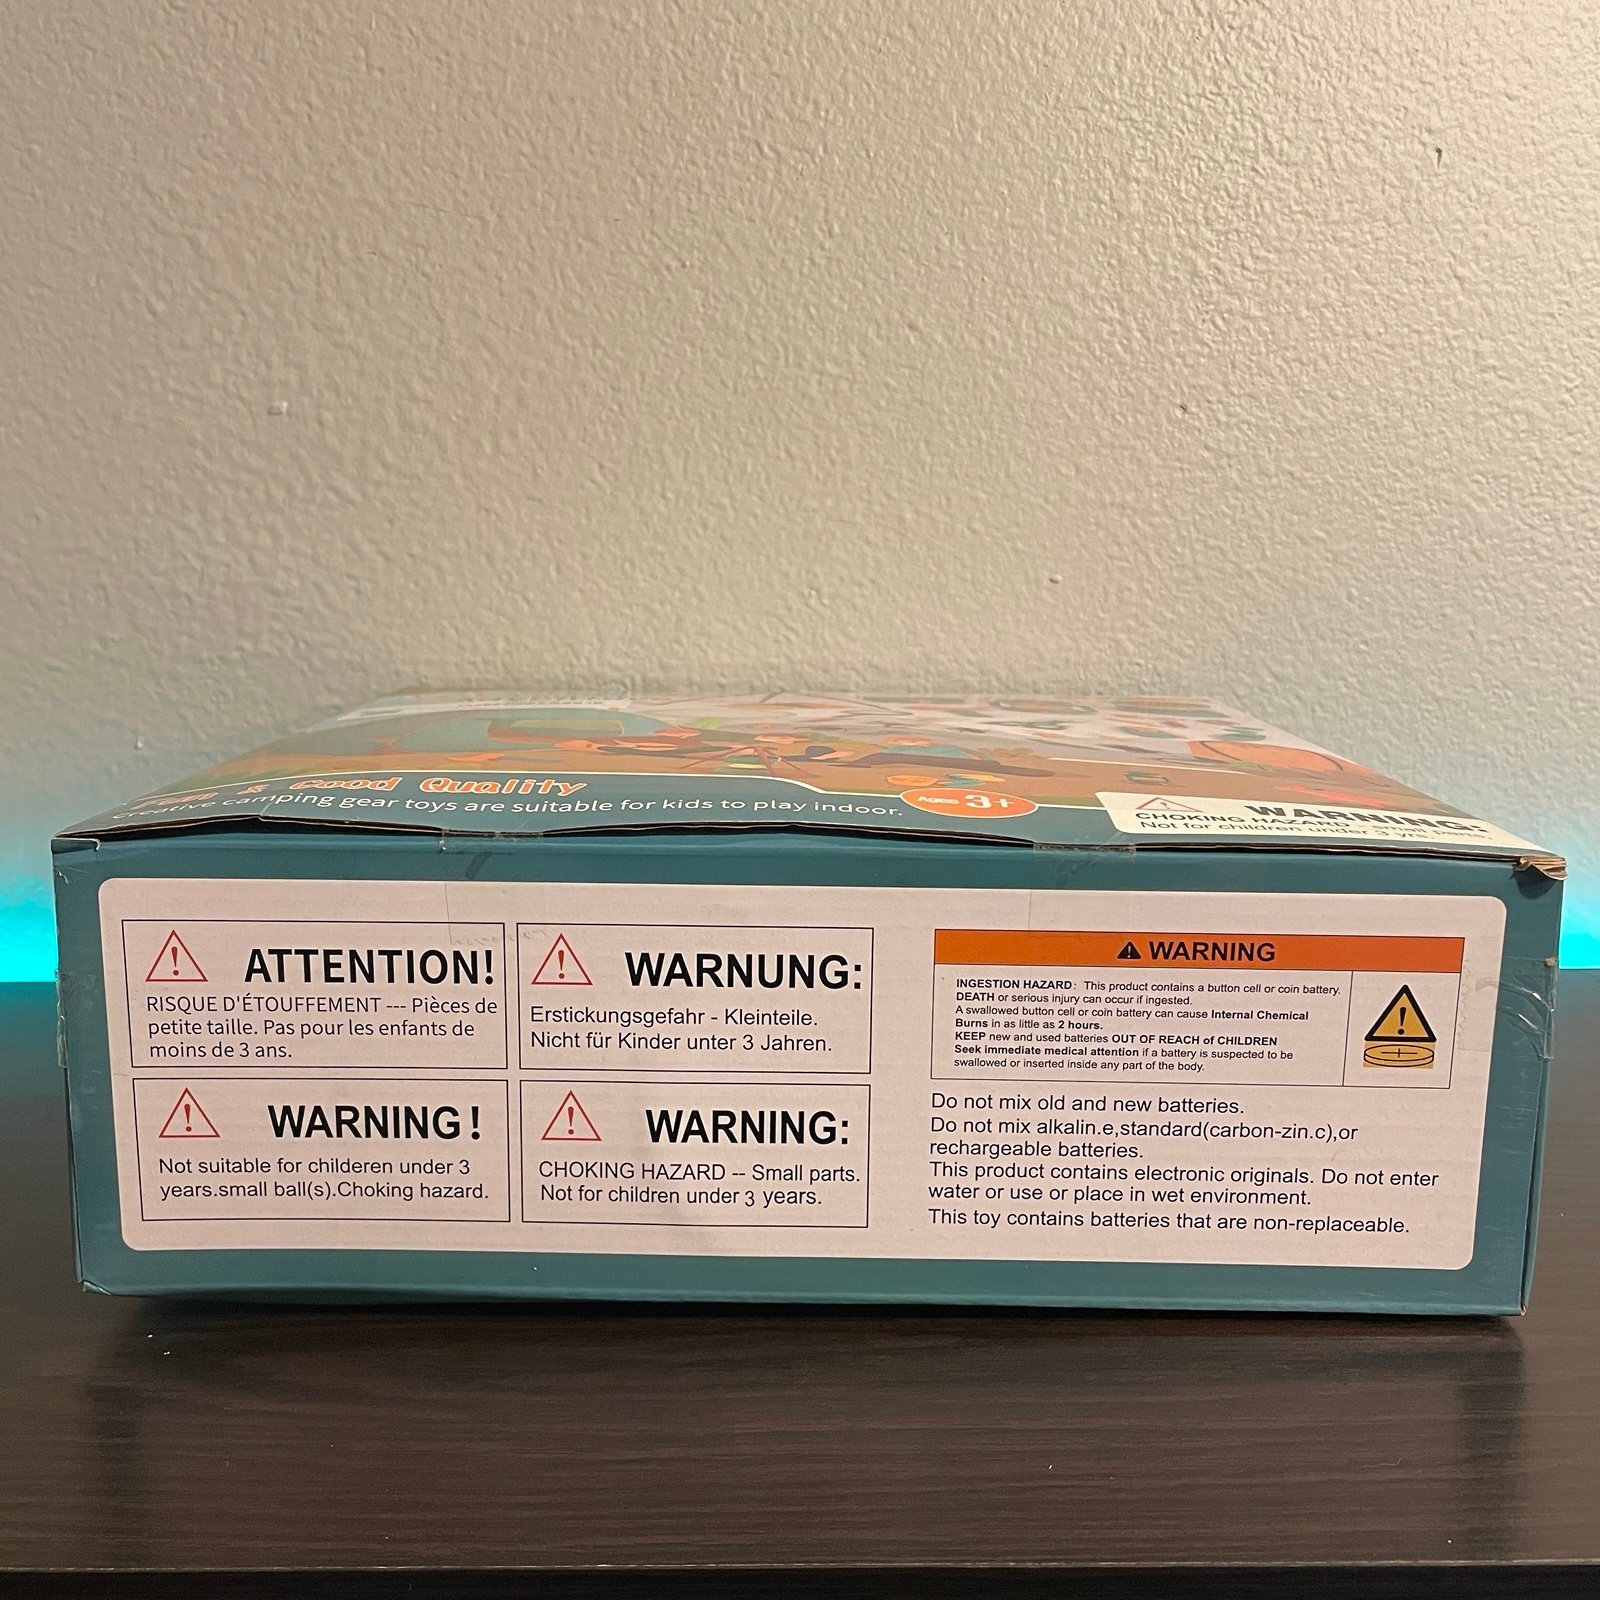 Good Quality
creative camping gear toys are suitable for kids to play indoor.
Ages 3+
WARNING:
CHOKING HAZARD small
Not for children under 3 yrs
ATTENTION!
RISQUE D'ÉTOUFFEMENT --- Pièces de
petite taille. Pas pour les enfants de
moins de 3 ans.
WARNUNG:
Erstickungsgefahr - Kleinteile.
Nicht für Kinder unter 3 Jahren.
WARNING!
Not suitable for childeren under 3
years.small ball(s).Choking hazard.
WARNING:
CHOKING HAZARD -- Small parts.
Not for children under 3 years.
WARNING
INGESTION HAZARD: This product contains a button cell or coin battery.
DEATH or serious injury can occur if ingested.
A swallowed button cell or coin battery can cause Internal Chemical
Burns in as little as 2 hours.
KEEP new and used batteries OUT OF REACH of CHILDREN
Seek immediate medical attention if a battery is suspected to be
swallowed or inserted inside any part of the body.
Do not mix old and new batteries.
Do not mix alkalin.e,standard(carbon-zin.c),or
rechargeable batteries.
This product contains electronic originals. Do not enter
water or use or place in wet environment.
This toy contains batteries that are non-replaceable.